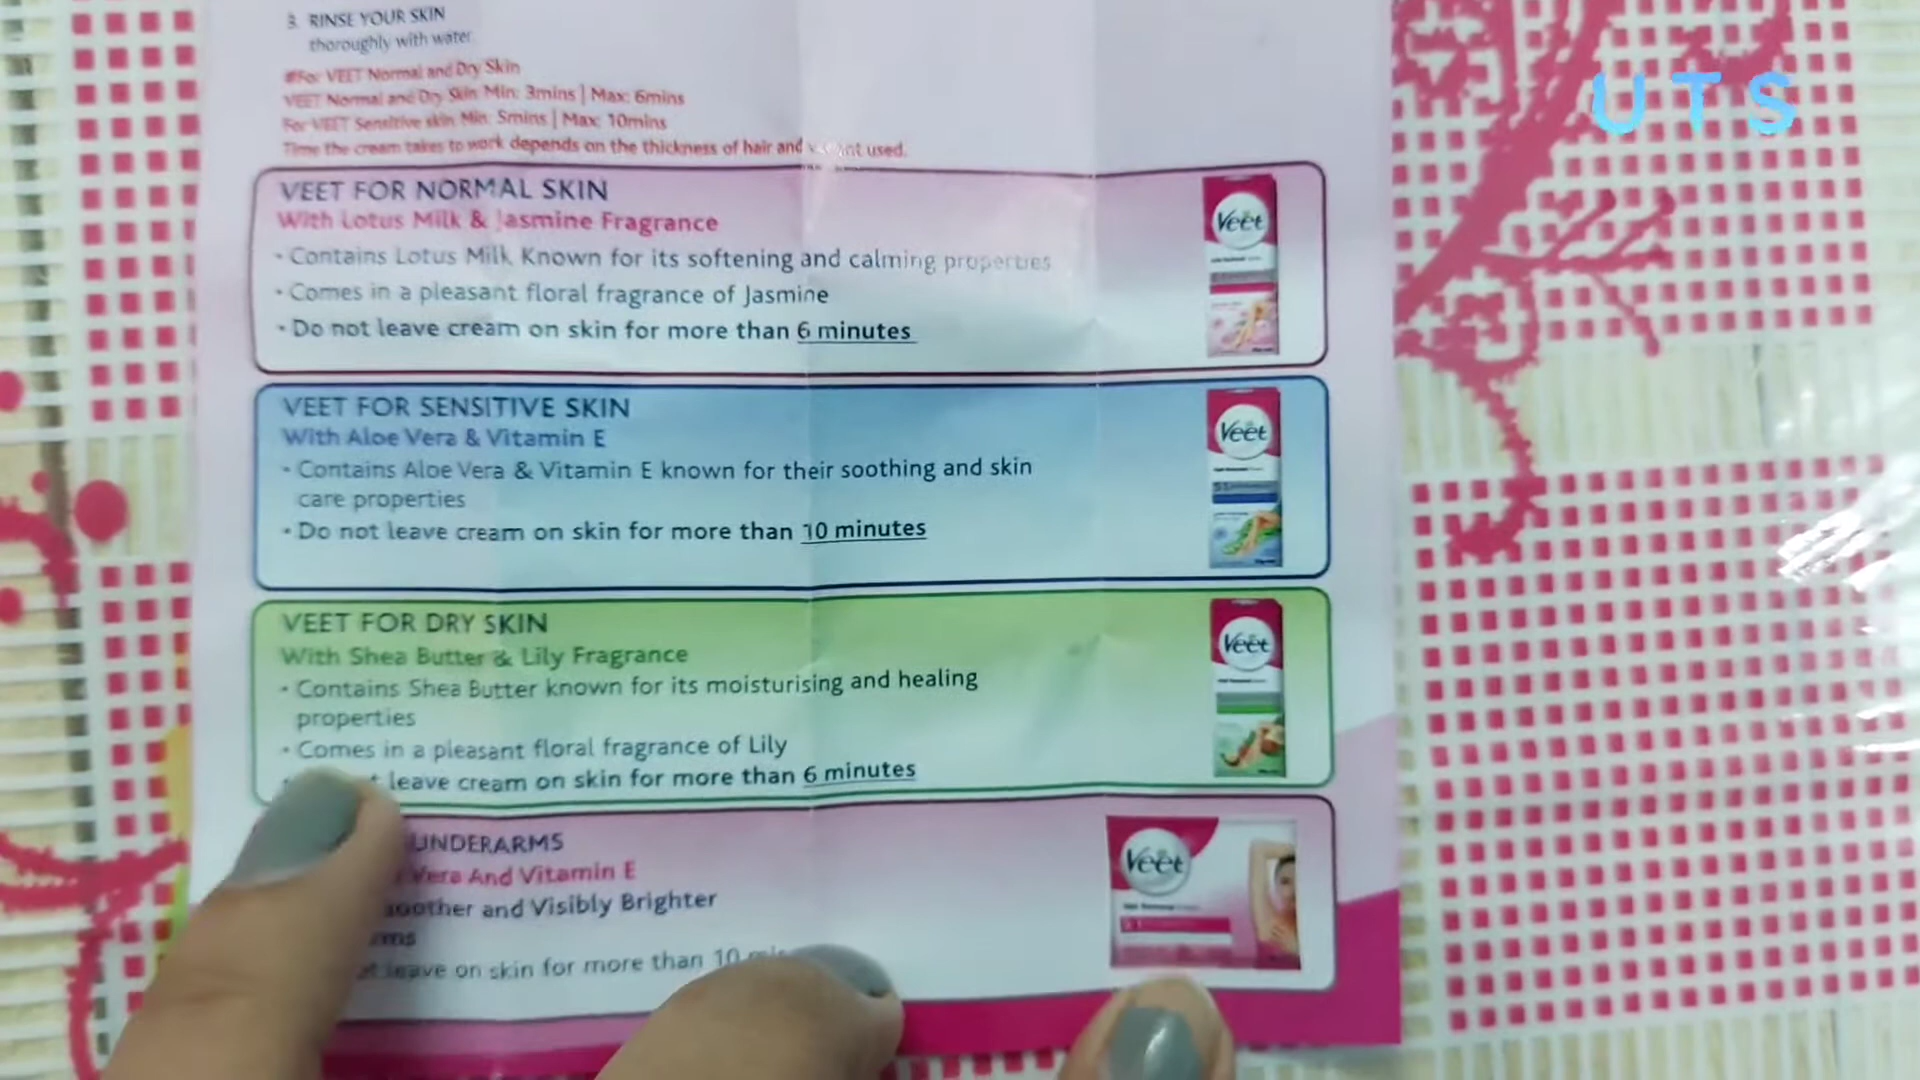 3. RINSE YOUR SKIN
thoroughly with water.
#For VEET Normal and Dry Skin
VEET Normal and Dry Skin Min: 3mins | Max: 6mins
For VEET Sensitive skin Min: 5mins | Max: 10mins
Time the cream takes to work depends on the thickness of hair and used.
UTS
VEET FOR NORMAL SKIN
With Lotus Milk & Jasmine Fragrance
• Contains Lotus Milk Known for its softening and calming properties
• Comes in a pleasant floral fragrance of Jasmine
• Do not leave cream on skin for more than 6 minutes
Veet
VEET FOR SENSITIVE SKIN
With Aloe Vera & Vitamin E
• Contains Aloe Vera & Vitamin E known for their soothing and skin
care properties
• Do not leave cream on skin for more than 10 minutes
Veet
VEET FOR DRY SKIN
With Shea Butter & Lily Fragrance
• Contains Shea Butter known for its moisturising and healing
properties
• Comes in a pleasant floral fragrance of Lily
leave cream on skin for more than 6 minutes
Veet
UNDERARMS
Vera And Vitamin E
and Visibly Brighter
leave on skin for more than 10
Veet